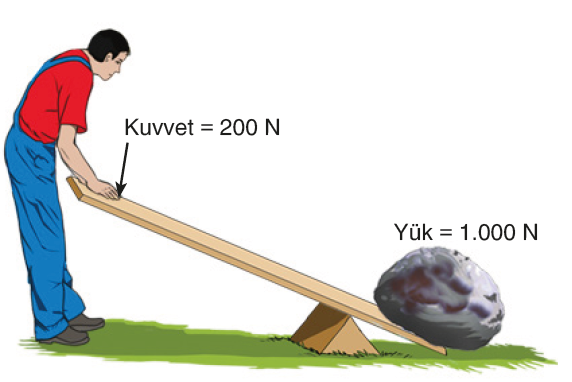 Kuvvet = 200 N
Yük = 1.000 N